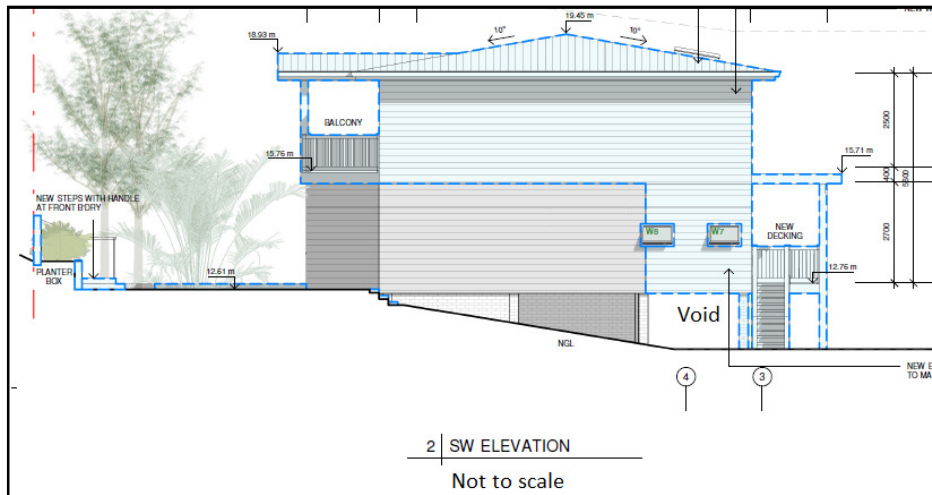 NEW W
19.45 m
18.93 m
10°
10°
BALCONY
2500
15.76 m
15.71 m
400
5600
NEW STEPS WITH HANDLE
AT FRONT B'DRY
W8
W7
NEW
DECKING
2700
PLANTER
BOX
12.61 m
12.76 m
Void
NGL
NEW E
TO MA
4
3
2 SW ELEVATION
Not to scale